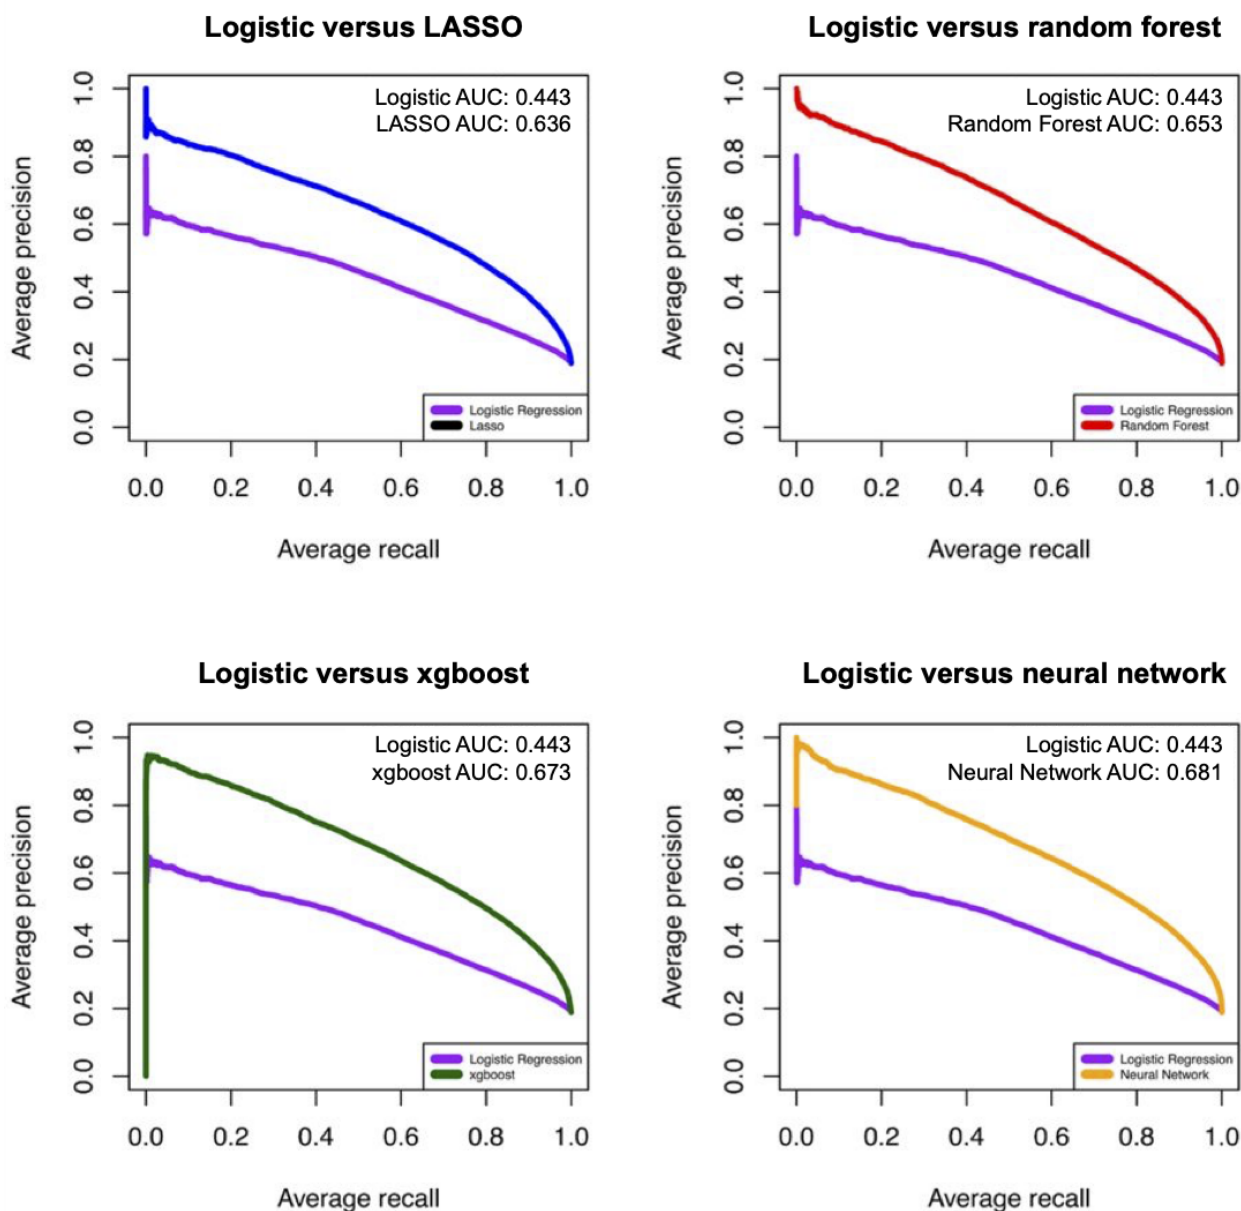 Logistic versus LASSO
Logistic AUC: 0.443
LASSO AUC: 0.636
Average precision
1.0
0.8
0.6
0.4
0.2
0.0
Logistic Regression
Lasso
0.0 0.2 0.4 0.6 0.8 1.0
Average recall
Logistic versus random forest
Logistic AUC: 0.443
Random Forest AUC: 0.653
Average precision
1.0
0.8
0.6
0.4
0.2
0.0
Logistic Regression
Random Forest
0.0 0.2 0.4 0.6 0.8 1.0
Average recall
Logistic versus xgboost
Logistic AUC: 0.443
xgboost AUC: 0.673
Average precision
1.0
0.8
0.6
0.4
0.2
0.0
Logistic Regression
xgboost
0.0 0.2 0.4 0.6 0.8 1.0
Average recall
Logistic versus neural network
Logistic AUC: 0.443
Neural Network AUC: 0.681
Average precision
1.0
0.8
0.6
0.4
0.2
0.0
Logistic Regression
Neural Network
0.0 0.2 0.4 0.6 0.8 1.0
Average recall